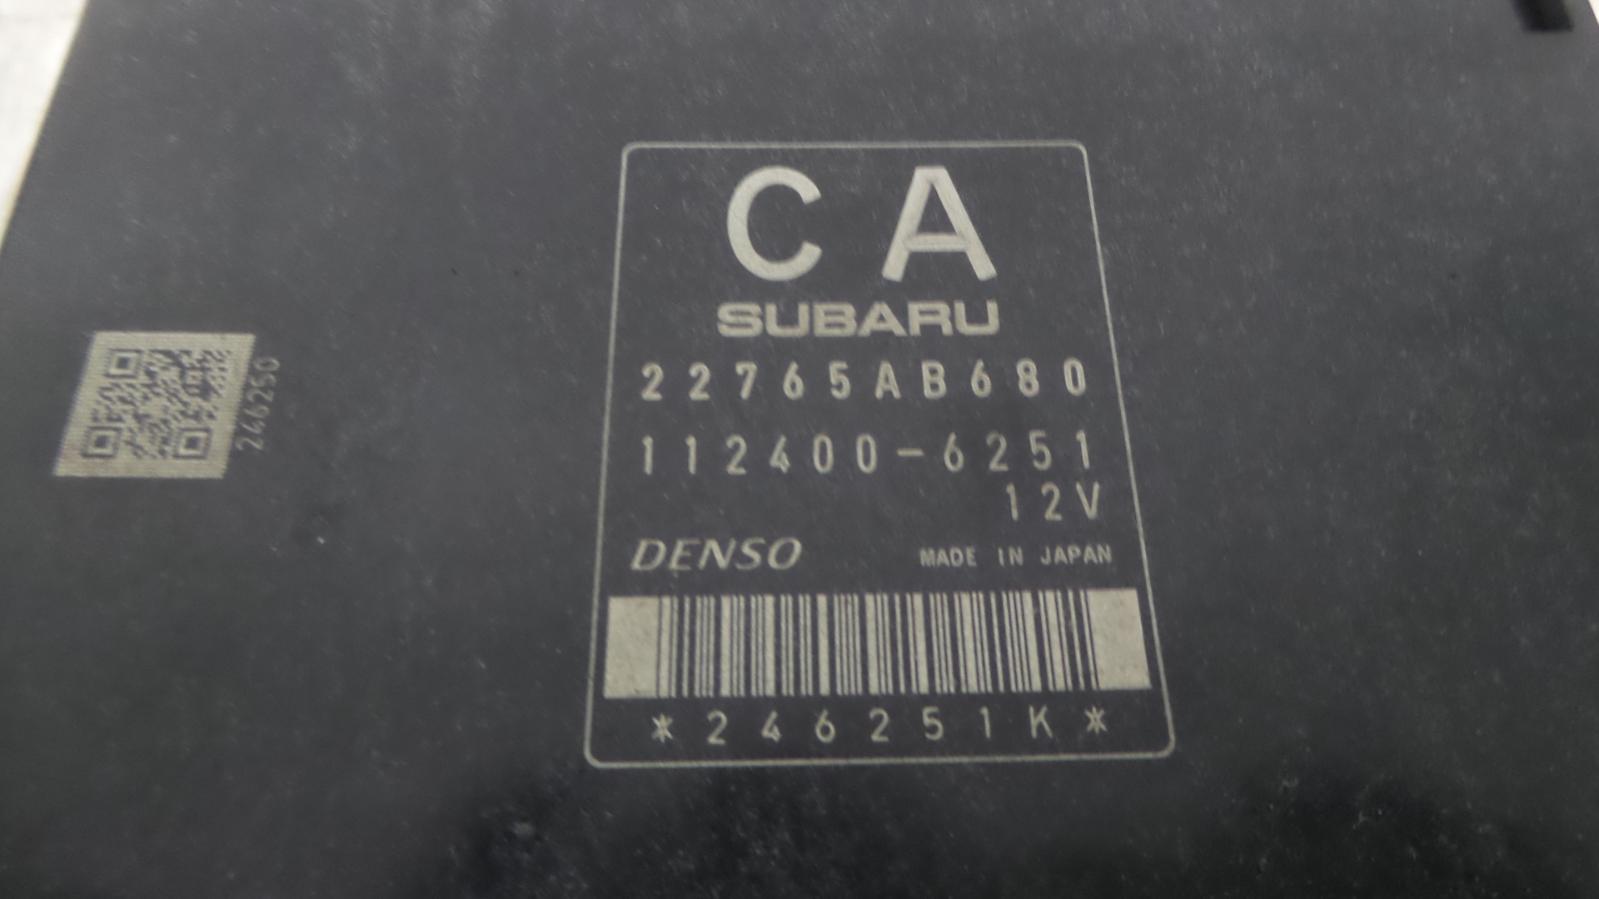 CA
SUBARU
22765AB680
112400-6251
12V
DENSO MADE IN JAPAN
*246251K*
246250